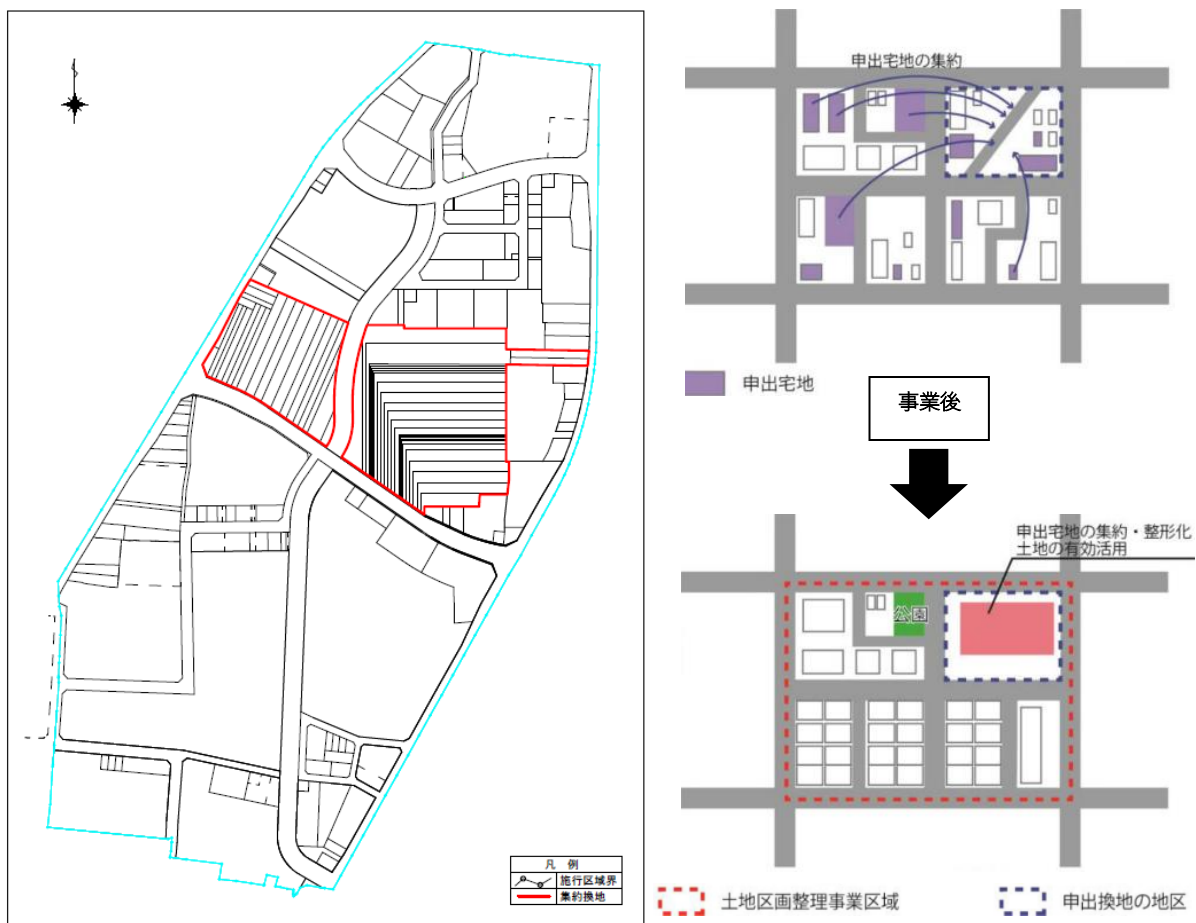 凡 例
施行区域界
集約換地
申出宅地の集約
申出宅地
事業後
申出宅地の集約・整形化
土地の有効活用
公園
土地区画整理事業区域
申出換地の地区